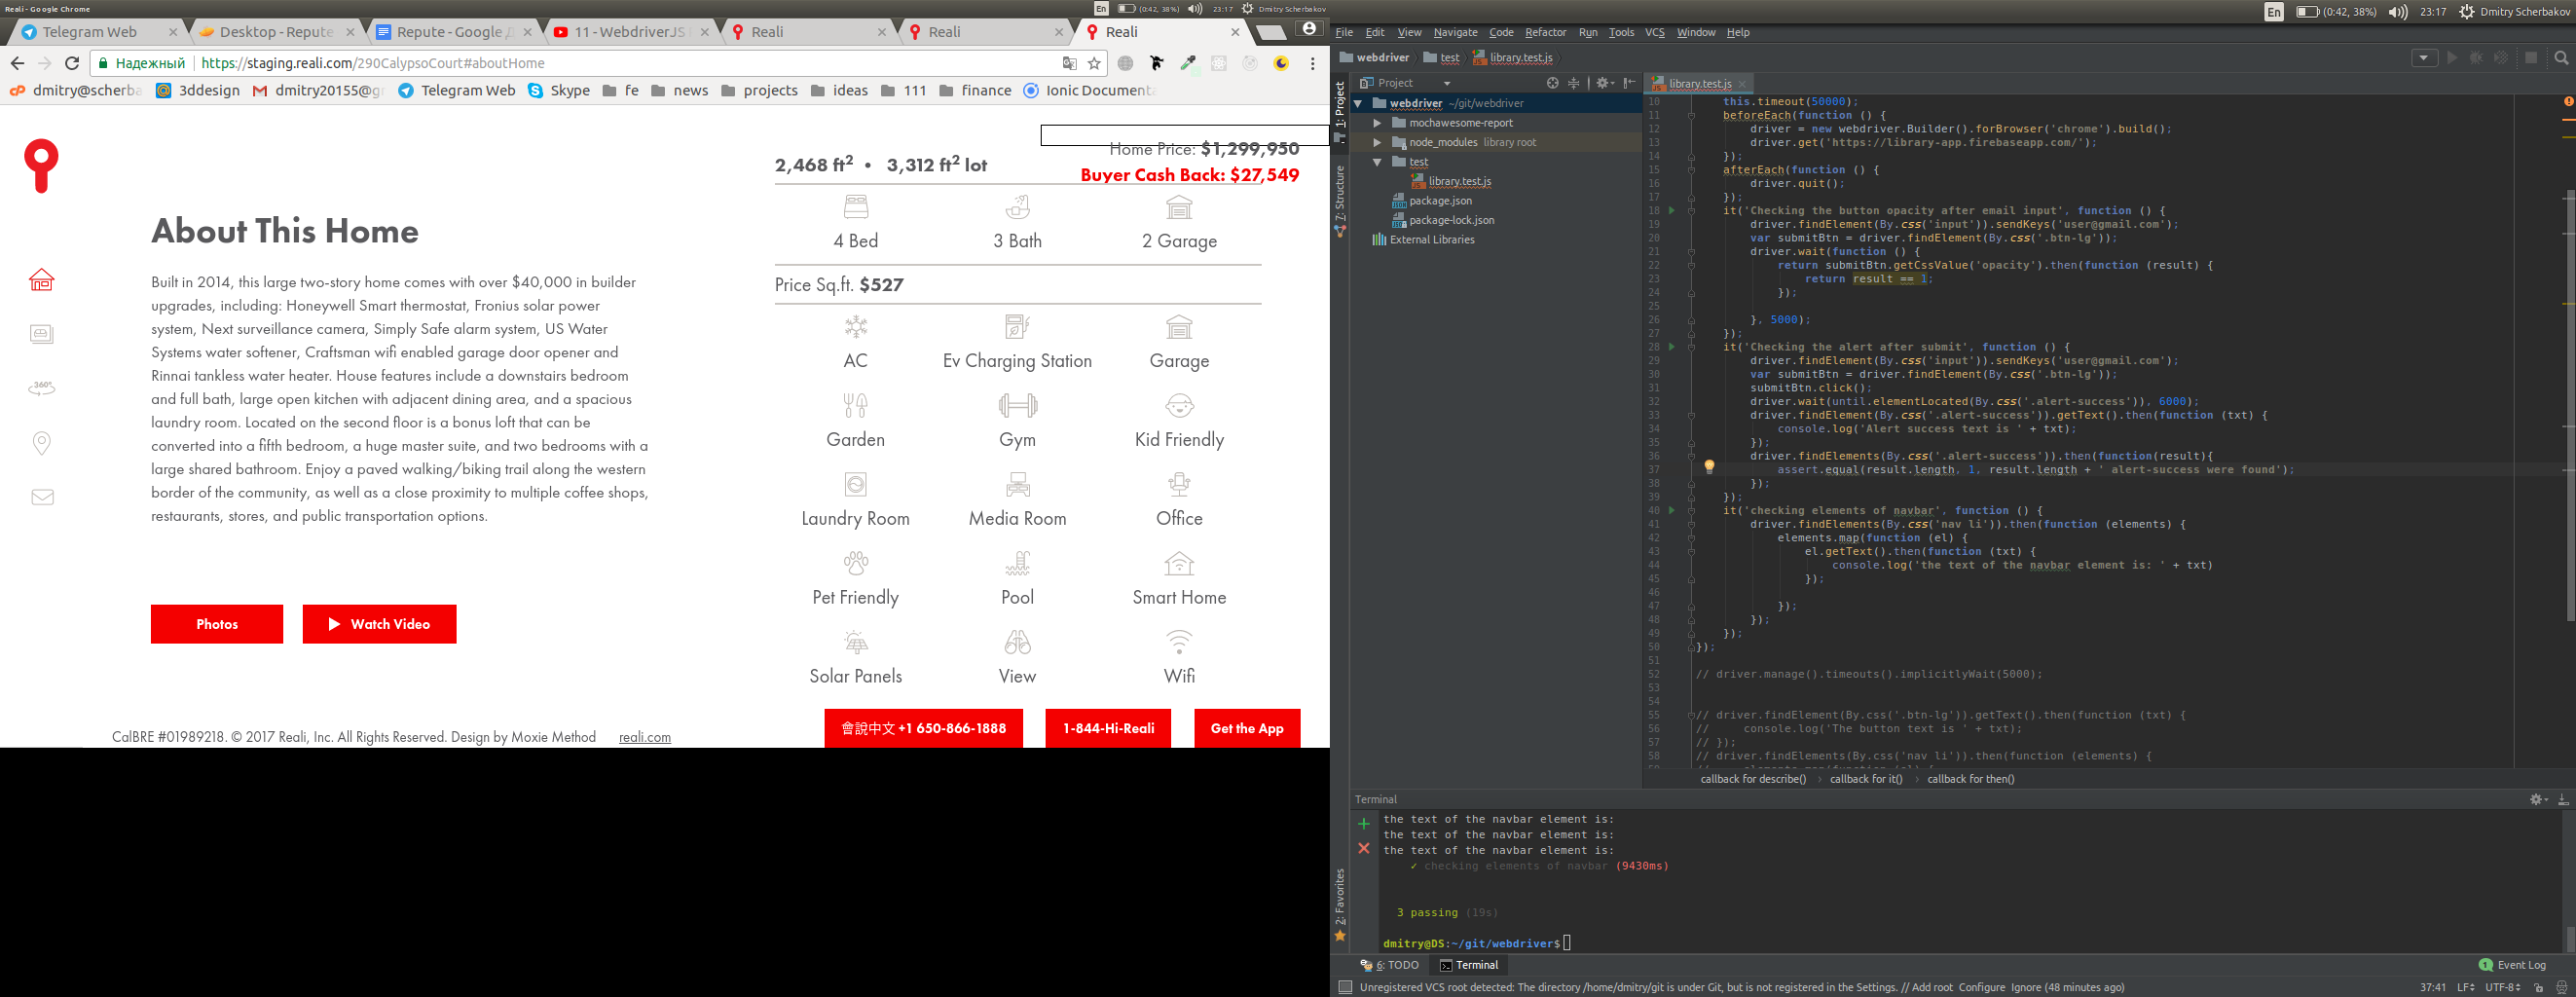 Reali - Google Chrome
En (0:42, 38%) 23:17 Dmitry Scherbakov
Telegram Web
Desktop - Repute
Repute - Google
11 - WebdriverJS
Reali
Reali
Reali
Надежный https://staging.reali.com/290CalypsoCourt#aboutHome
dmitry@scherba 3ddesign dmitry20155@g Telegram Web Skype fe news projects ideas 111 finance Ionic Documenta
Home Price: $1,299,950
2,468 ft2 • 3,312 ft2 lot
Buyer Cash Back: $27,549
About This Home
4 Bed 3 Bath 2 Garage
Price Sq.ft. $527
Built in 2014, this large two-story home comes with over $40,000 in builder
upgrades, including: Honeywell Smart thermostat, Fronius solar power
system, Next surveillance camera, Simply Safe alarm system, US Water
Systems water softener, Craftsman wifi enabled garage door opener and
Rinnai tankless water heater. House features include a downstairs bedroom
and full bath, large open kitchen with adjacent dining area, and a spacious
laundry room. Located on the second floor is a bonus loft that can be
converted into a fifth bedroom, a huge master suite, and two bedrooms with a
large shared bathroom. Enjoy a paved walking/biking trail along the western
border of the community, as well as a close proximity to multiple coffee shops,
restaurants, stores, and public transportation options.
360°
AC Ev Charging Station Garage
Garden Gym Kid Friendly
Laundry Room Media Room Office
Pet Friendly Pool Smart Home
Solar Panels View Wifi
Photos Watch Video
會說中文 +1 650-866-1888 1-844-Hi-Reali Get the App
CalBRE #01989218. © 2017 Reali, Inc. All Rights Reserved. Design by Moxie Method reali.com
En (0:42, 38%) 23:17 Dmitry Scherbakov
File Edit View Navigate Code Refactor Run Tools VCS Window Help
webdriver test library.test.js
1: Project
7: Structure
2: Favorites
Project
webdriver ~/git/webdriver
mochawesome-report
node_modules library root
test
library.test.js
package.json
package-lock.json
External Libraries
library.test.js
10 this.timeout(50000);
11 beforeEach(function () {
12 driver = new webdriver.Builder().forBrowser('chrome').build();
13 driver.get('https://library-app.firebaseapp.com/');
14 });
15 afterEach(function () {
16 driver.quit();
17 });
18 it('Checking the button opacity after email input', function () {
19 driver.findElement(By.css('input')).sendKeys('user@gmail.com');
20 var submitBtn = driver.findElement(By.css('.btn-lg'));
21 driver.wait(function () {
22 return submitBtn.getCssValue('opacity').then(function (result) {
23 return result == 1;
24 });
25
26 }, 5000);
27 });
28 it('Checking the alert after submit', function () {
29 driver.findElement(By.css('input')).sendKeys('user@gmail.com');
30 var submitBtn = driver.findElement(By.css('.btn-lg'));
31 submitBtn.click();
32 driver.wait(until.elementLocated(By.css('.alert-success')), 6000);
33 driver.findElement(By.css('.alert-success')).getText().then(function (txt) {
34 console.log('Alert success text is ' + txt);
35 });
36 driver.findElements(By.css('.alert-success')).then(function(result){
37 assert.equal(result.length, 1, result.length + ' alert-success were found');
38 });
39 });
40 it('checking elements of navbar', function () {
41 driver.findElements(By.css('nav li')).then(function (elements) {
42 elements.map(function (el) {
43 el.getText().then(function (txt) {
44 console.log('the text of the navbar element is: ' + txt)
45 });
46
47 });
48 });
49 });
50 });
51
52 // driver.manage().timeouts().implicitlyWait(5000);
53
54
55 // driver.findElement(By.css('.btn-lg')).getText().then(function (txt) {
56 // console.log('The button text is ' + txt);
57 // });
58 // driver.findElements(By.css('nav li')).then(function (elements) {
callback for describe() › callback for it() › callback for then()
Terminal
the text of the navbar element is:
the text of the navbar element is:
the text of the navbar element is:
✓ checking elements of navbar (9430ms)
3 passing (19s)
dmitry@DS:~/git/webdriver$
6: TODO Terminal 1 Event Log
Unregistered VCS root detected: The directory /home/dmitry/git is under Git, but is not registered in the Settings. // Add root Configure Ignore (48 minutes ago) 37:41 LF UTF-8